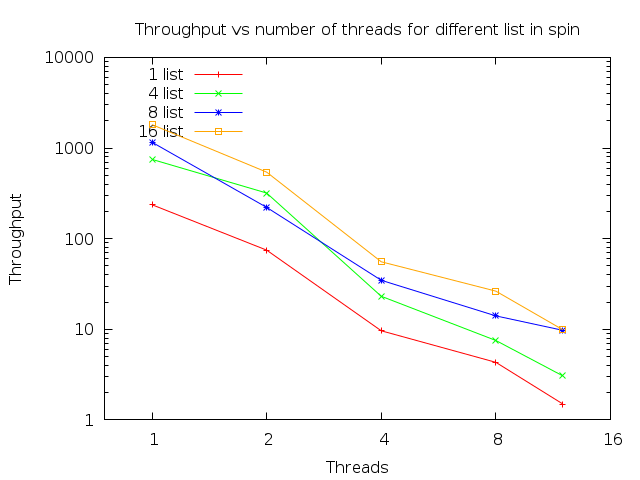 Throughput vs number of threads for different list in spin
10000
1000
100
10
1
Throughput
1 list
4 list
8 list
16 list
1 2 4 8 16
Threads